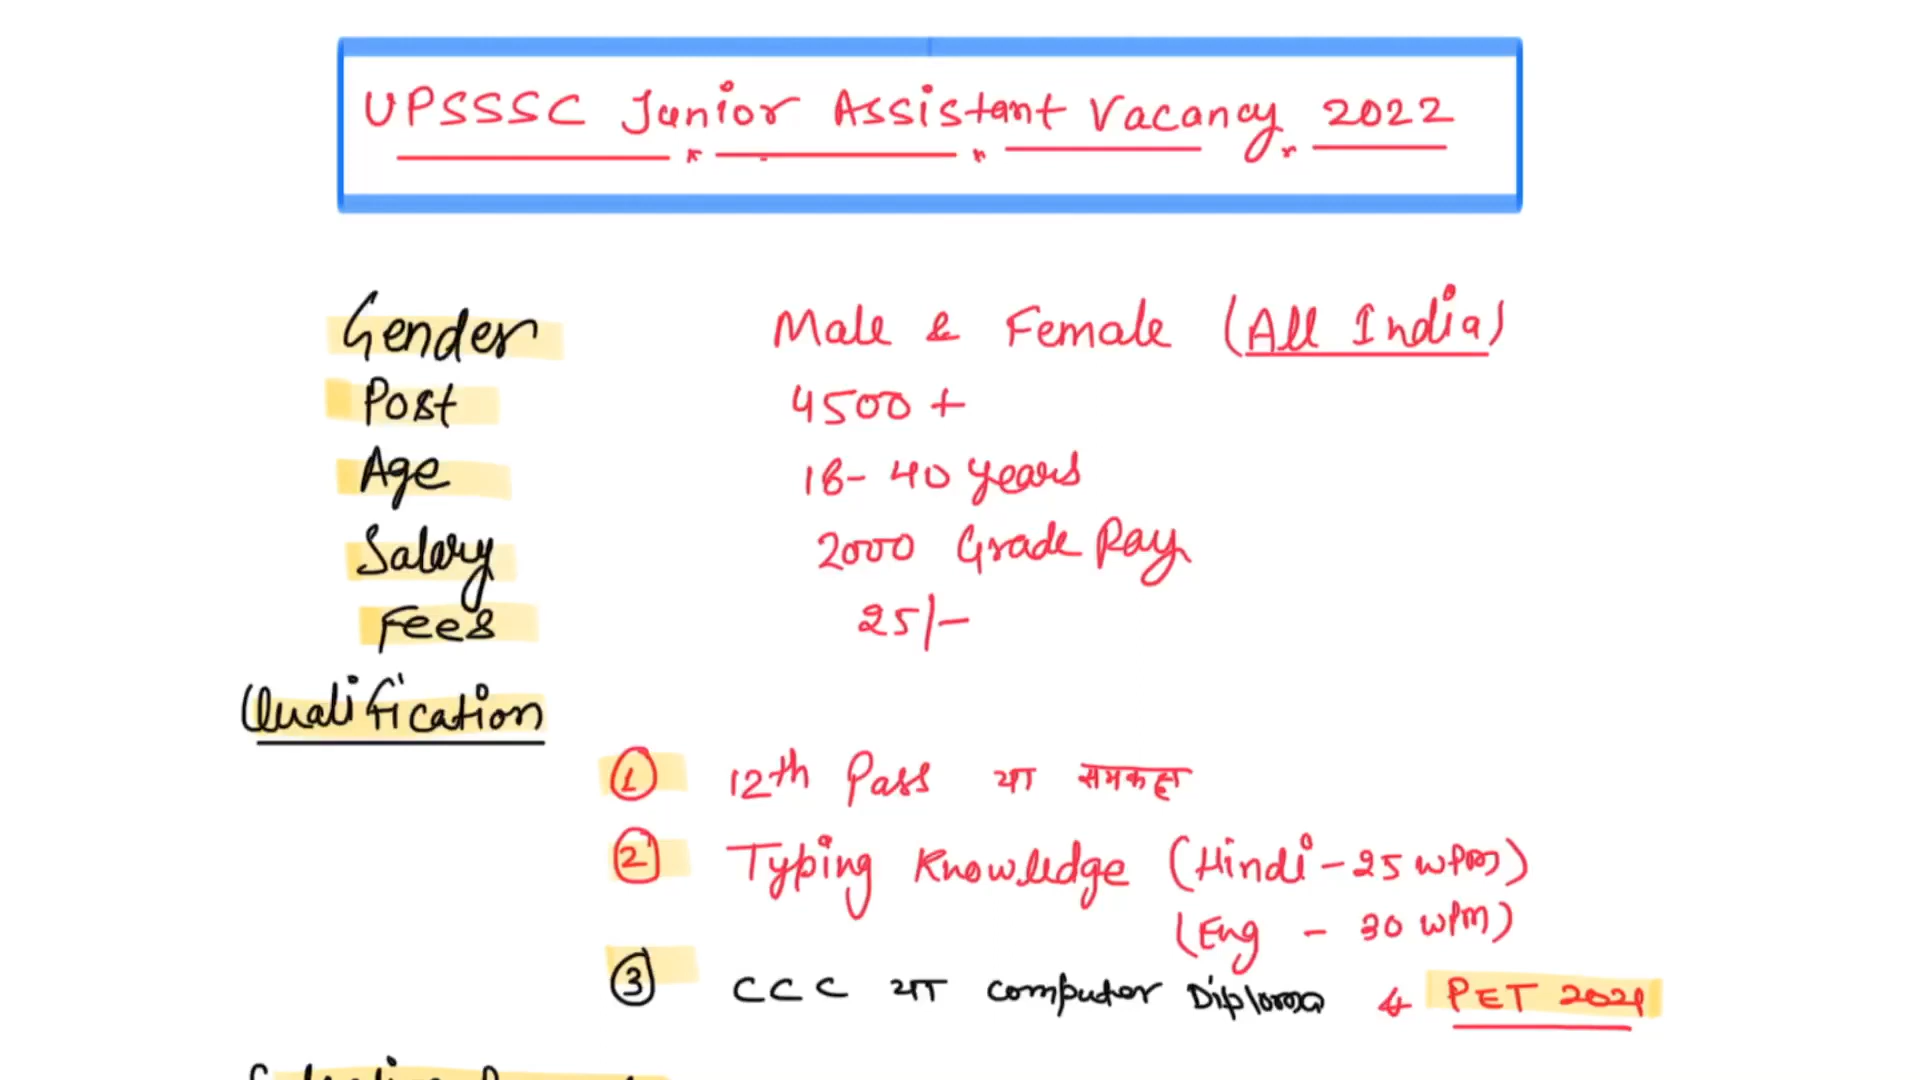 UPSSSC Junior Assistant Vacancy 2022
Gender Male & Female (All India)
Post 4500 +
Age 18-40 years
Salary 2000 Grade Pay
Fees 25/-
Qualification
① 12th Pass या समकक्ष
② Typing Knowledge (Hindi - 25 wpm)
(Eng - 30 wpm)
③ CCC या computer Diploma & PET 2021